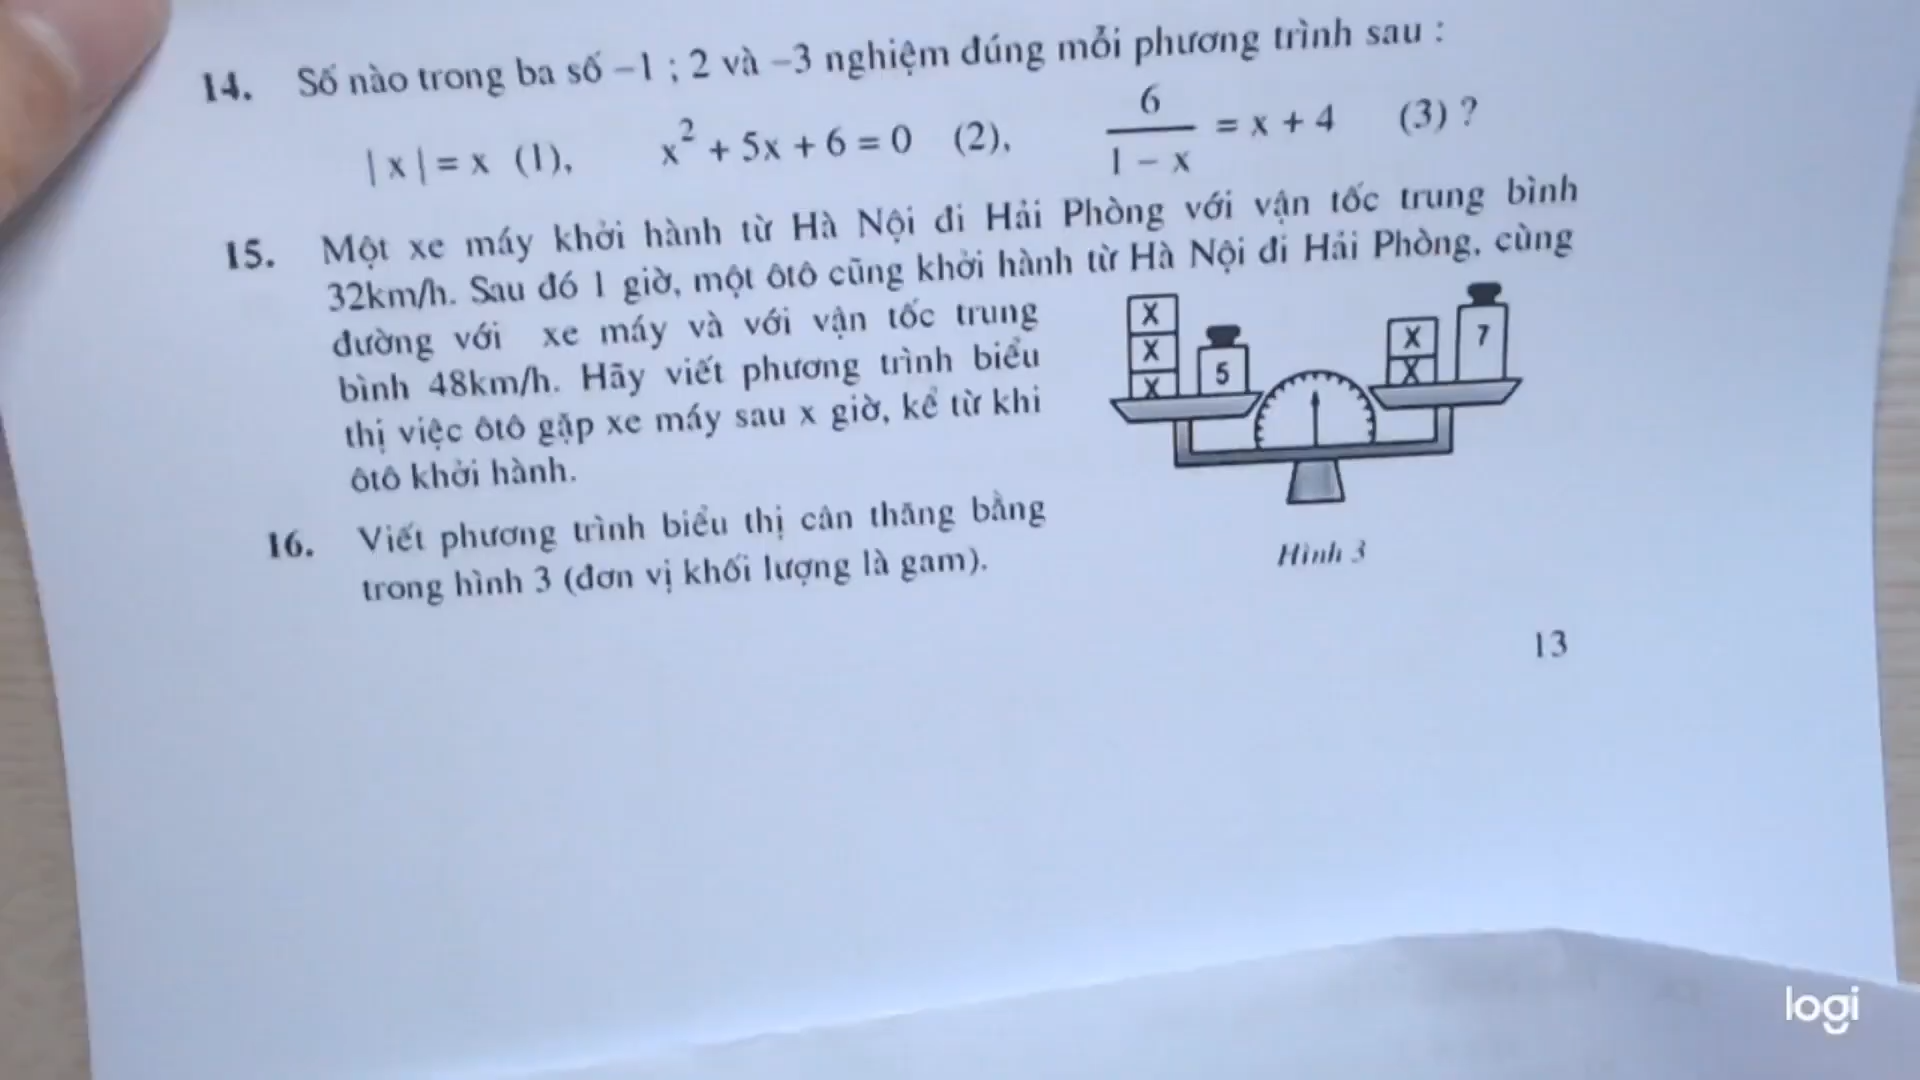 14. Số nào trong ba số –1 ; 2 và –3 nghiệm đúng mỗi phương trình sau :
| x | = x (1), x² + 5x + 6 = 0 (2), 6/(1 – x) = x + 4 (3) ?
15. Một xe máy khởi hành từ Hà Nội đi Hải Phòng với vận tốc trung bình
32km/h. Sau đó 1 giờ, một ôtô cũng khởi hành từ Hà Nội đi Hải Phòng, cùng
đường với xe máy và với vận tốc trung
bình 48km/h. Hãy viết phương trình biểu
thị việc ôtô gặp xe máy sau x giờ, kể từ khi
ôtô khởi hành.
X
X
X
5
X
X
7
16. Viết phương trình biểu thị cân thăng bằng
trong hình 3 (đơn vị khối lượng là gam).
Hình 3
13
logi